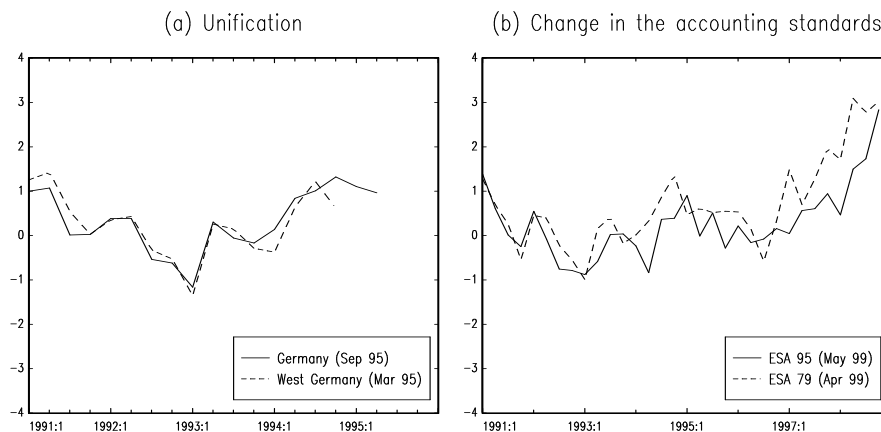 (a) Unification
4
3
2
1
0
−1
−2
−3
−4
1991:1 1992:1 1993:1 1994:1 1995:1
Germany (Sep 95)
West Germany (Mar 95)
(b) Change in the accounting standards
4
3
2
1
0
−1
−2
−3
−4
1991:1 1993:1 1995:1 1997:1
ESA 95 (May 99)
ESA 79 (Apr 99)